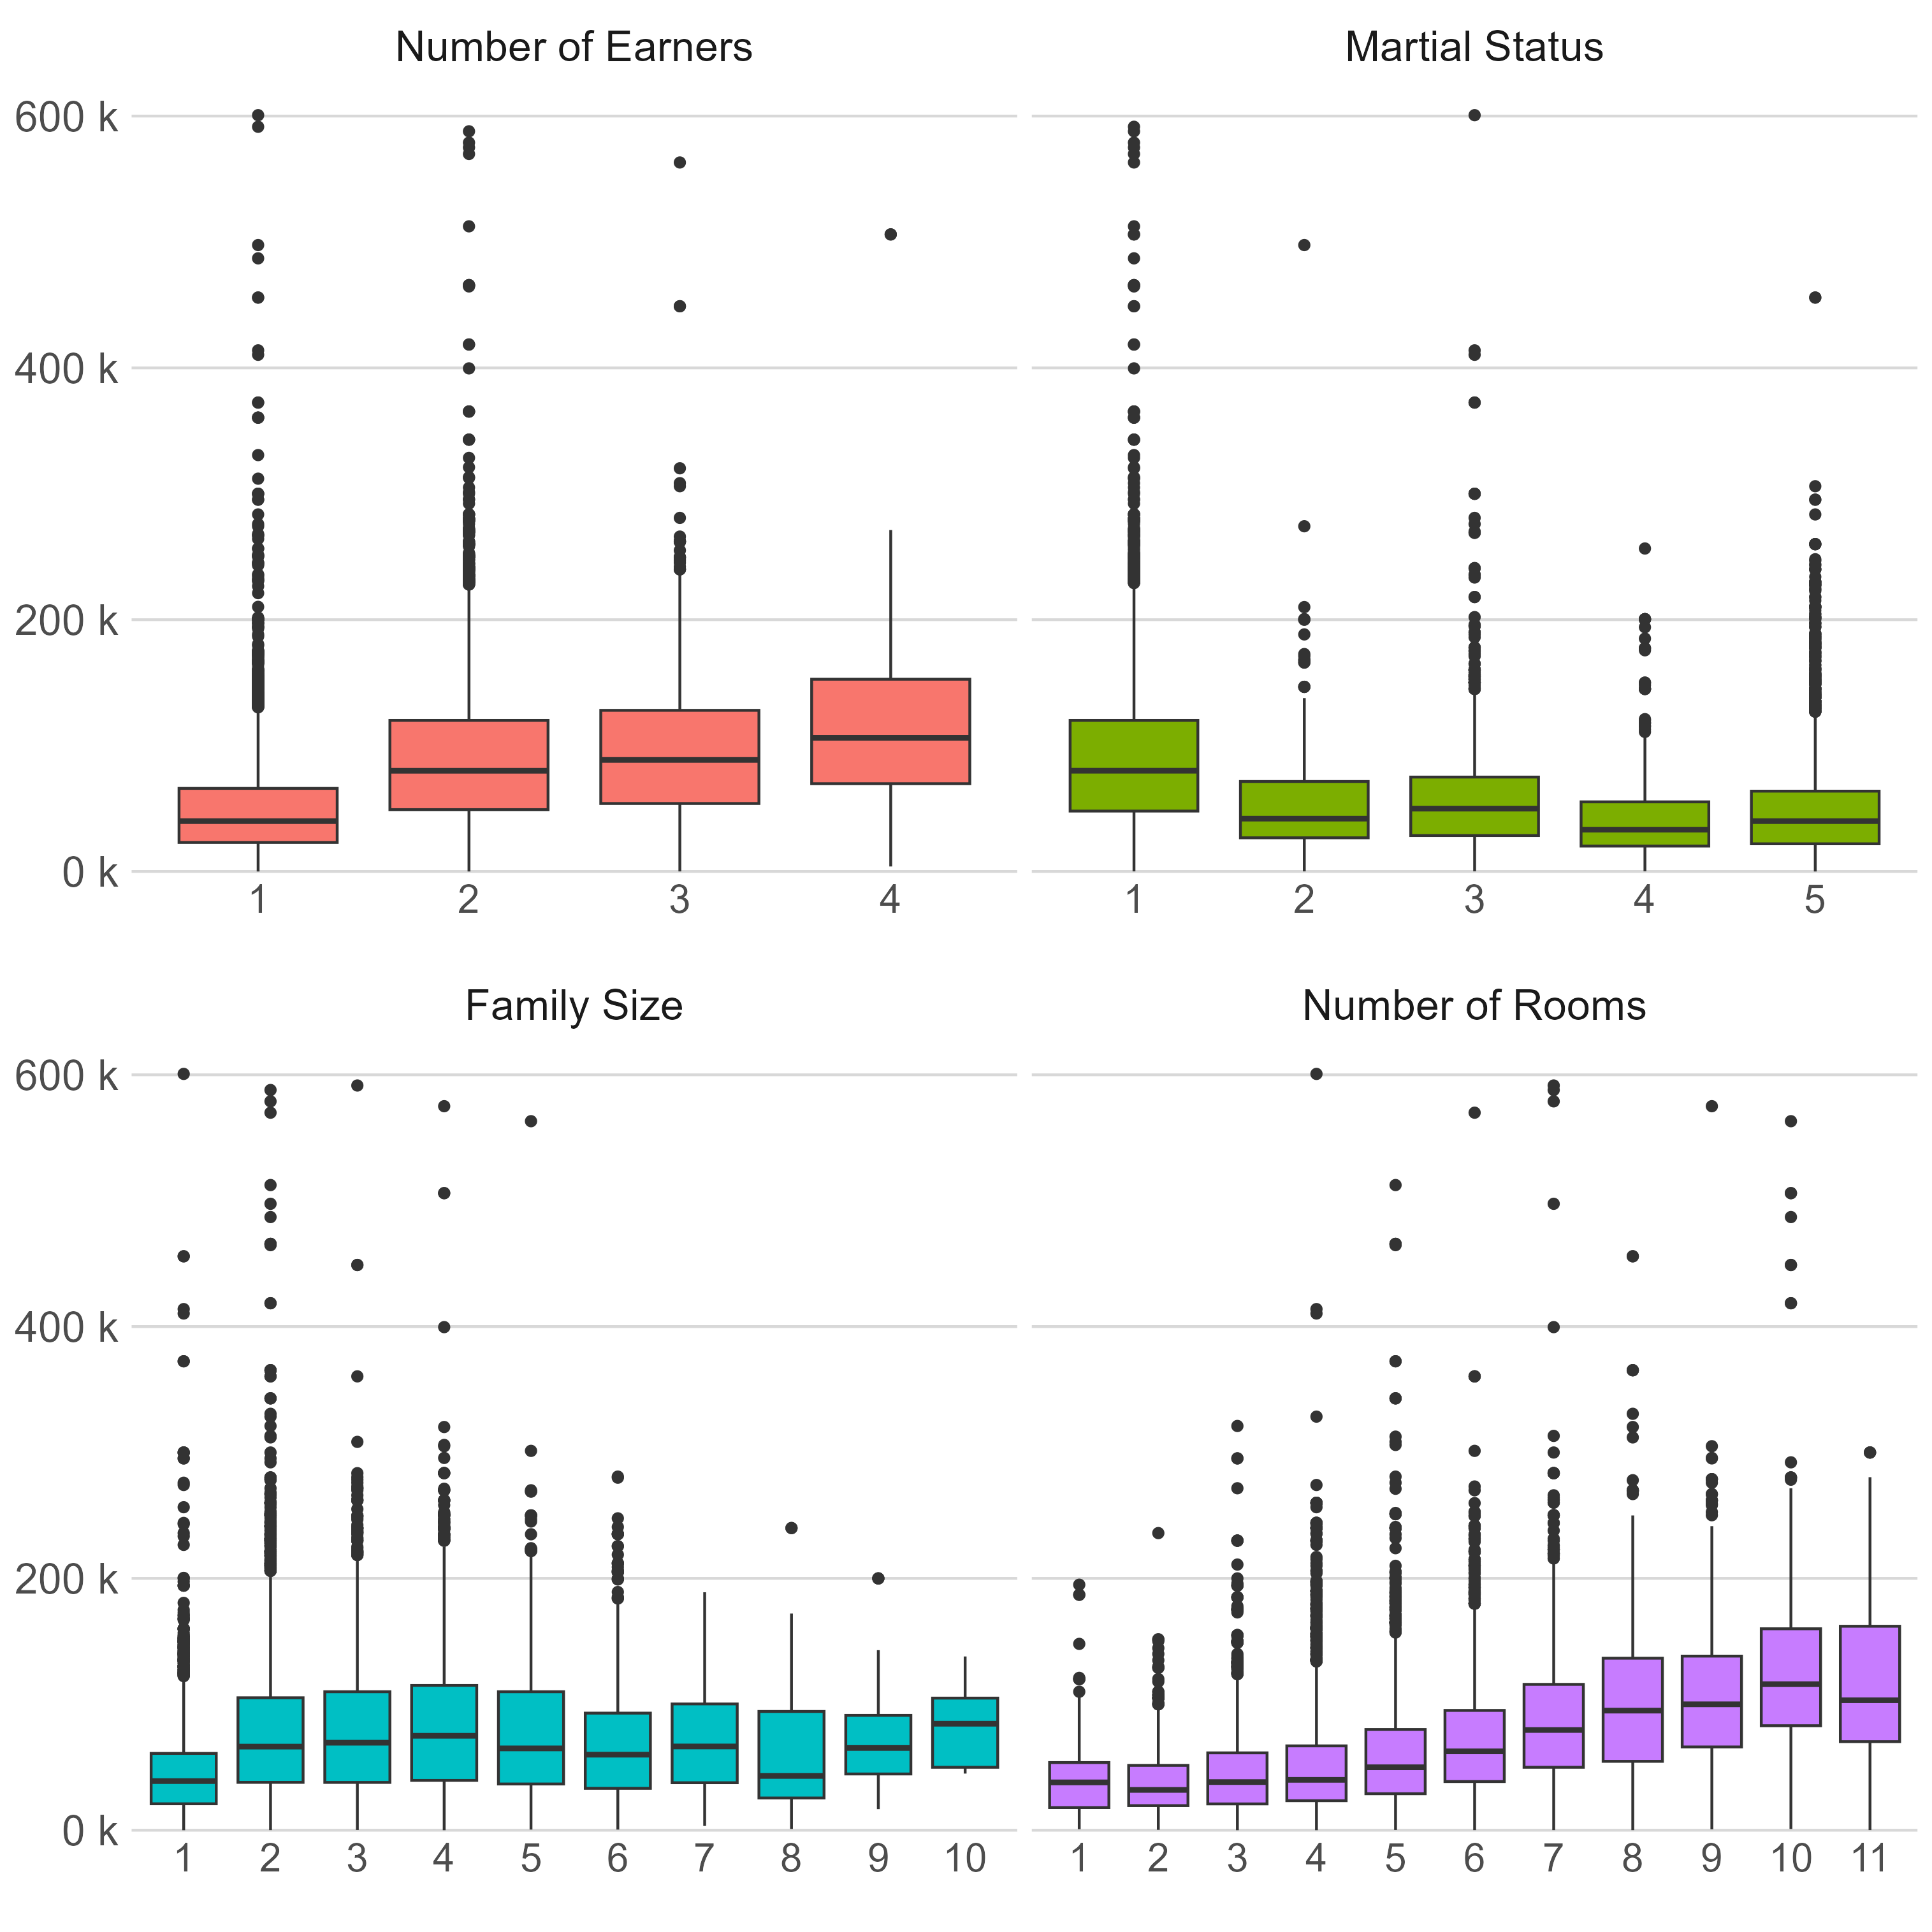 Number of Earners
Martial Status
600 k
400 k
200 k
0 k
1 2 3 4
1 2 3 4 5
Family Size
Number of Rooms
600 k
400 k
200 k
0 k
1 2 3 4 5 6 7 8 9 10
1 2 3 4 5 6 7 8 9 10 11